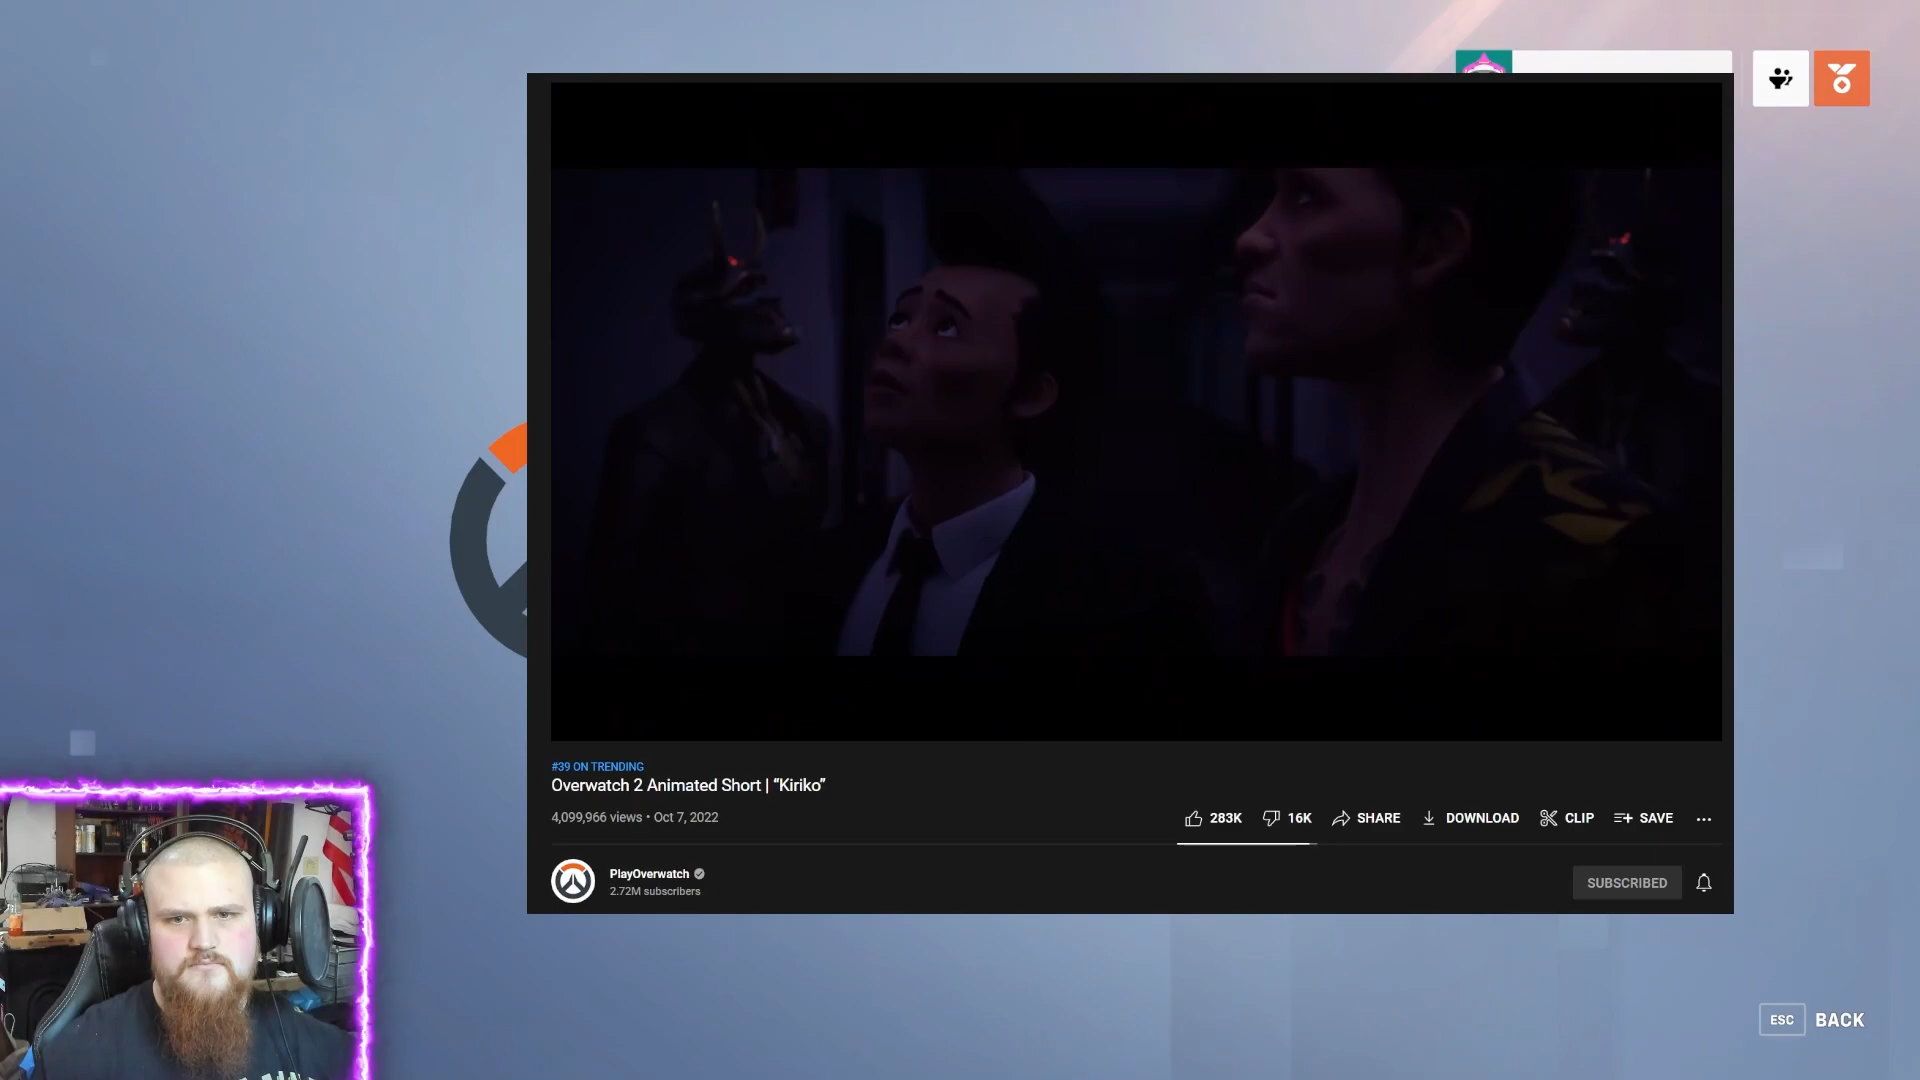 #39 ON TRENDING
Overwatch 2 Animated Short | “Kiriko”
4,099,966 views • Oct 7, 2022
283K 16K SHARE DOWNLOAD CLIP SAVE ...
PlayOverwatch
2.72M subscribers
SUBSCRIBED
ESC BACK